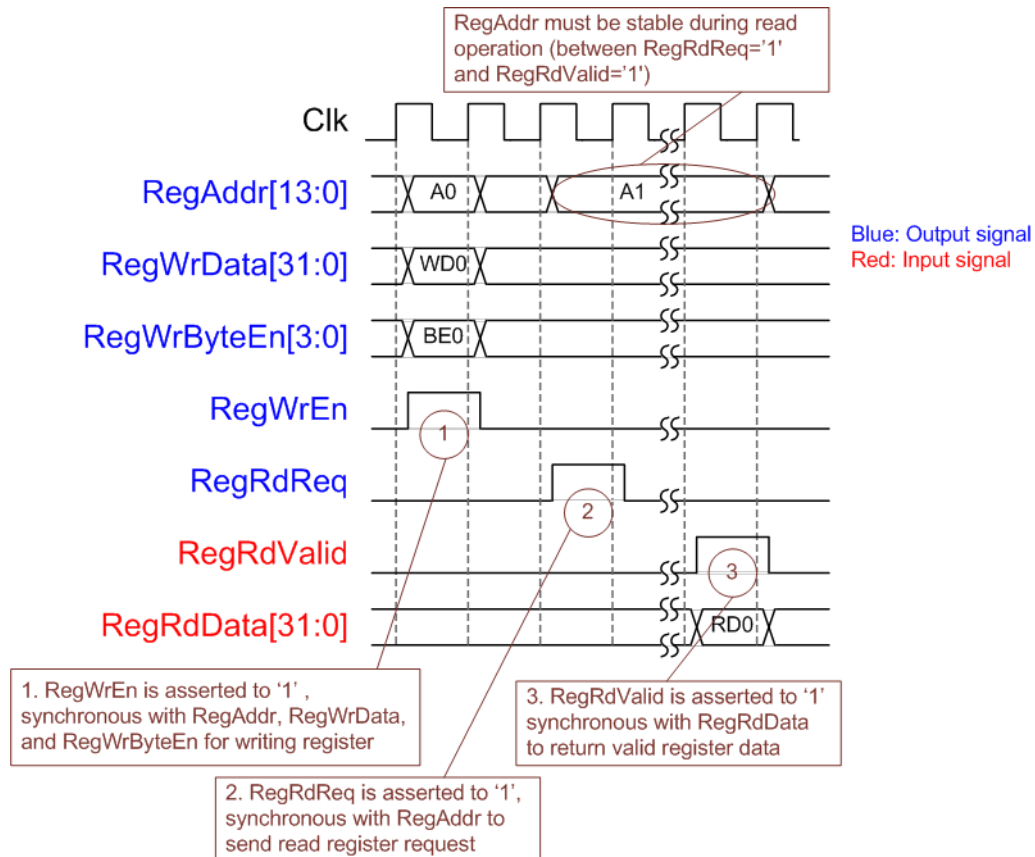 RegAddr must be stable during read
operation (between RegRdReq='1'
and RegRdValid='1')
Clk
RegAddr[13:0]
A0
A1
Blue: Output signal
Red: Input signal
RegWrData[31:0]
WD0
RegWrByteEn[3:0]
BE0
RegWrEn
1
RegRdReq
2
RegRdValid
3
RegRdData[31:0]
RD0
1. RegWrEn is asserted to ‘1’ ,
synchronous with RegAddr, RegWrData,
and RegWrByteEn for writing register
3. RegRdValid is asserted to ‘1’
synchronous with RegRdData
to return valid register data
2. RegRdReq is asserted to ‘1’,
synchronous with RegAddr to
send read register request